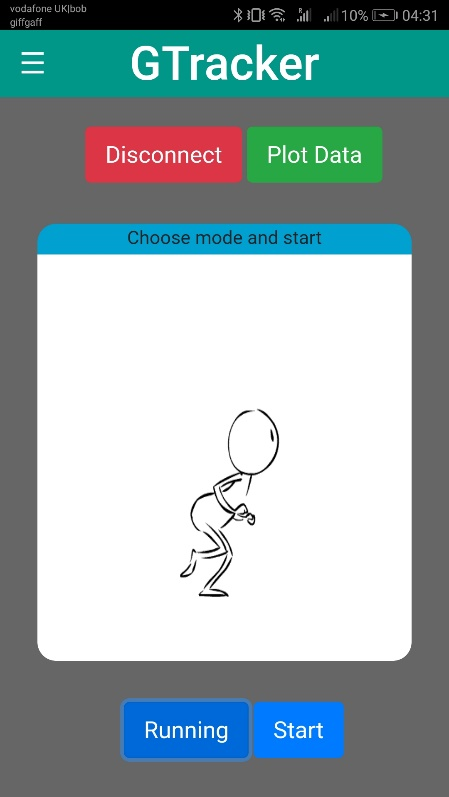 vodafone UK|bob
giffgaff
R
10% 04:31
GTracker
Disconnect Plot Data
Choose mode and start
Running Start